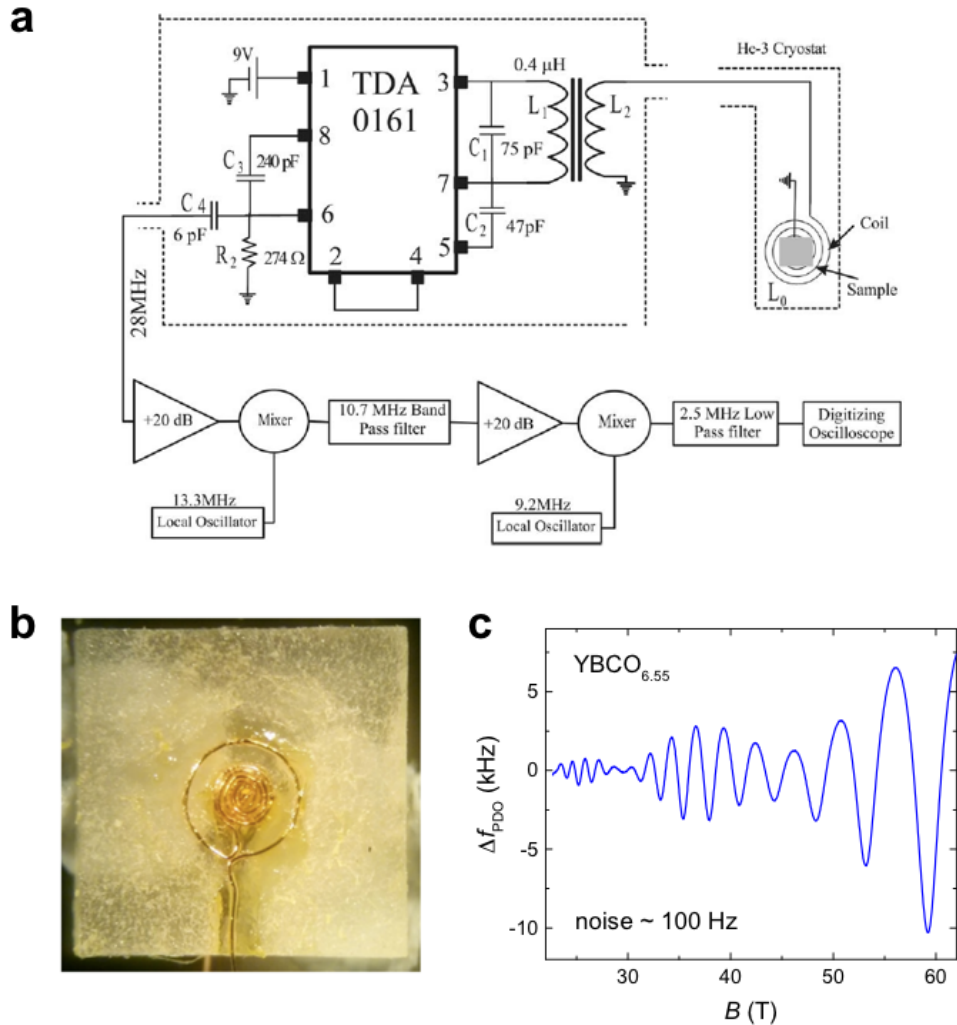 a
9V
1
TDA
0161
3
0.4 μH
L1
L2
He-3 Cryostat
8
C3
240 pF
C1
75 pF
7
C4
6 pF
6
C2
47pF
R2
274 Ω
5
2
4
Coil
Sample
L0
28MHz
+20 dB
Mixer
10.7 MHz Band
Pass filter
+20 dB
Mixer
2.5 MHz Low
Pass filter
Digitizing
Oscilloscope
13.3MHz
Local Oscillator
9.2MHz
Local Oscillator
b
c
YBCO6.55
5
0
-5
-10
ΔfPDO (kHz)
noise ~ 100 Hz
30
40
50
60
B (T)